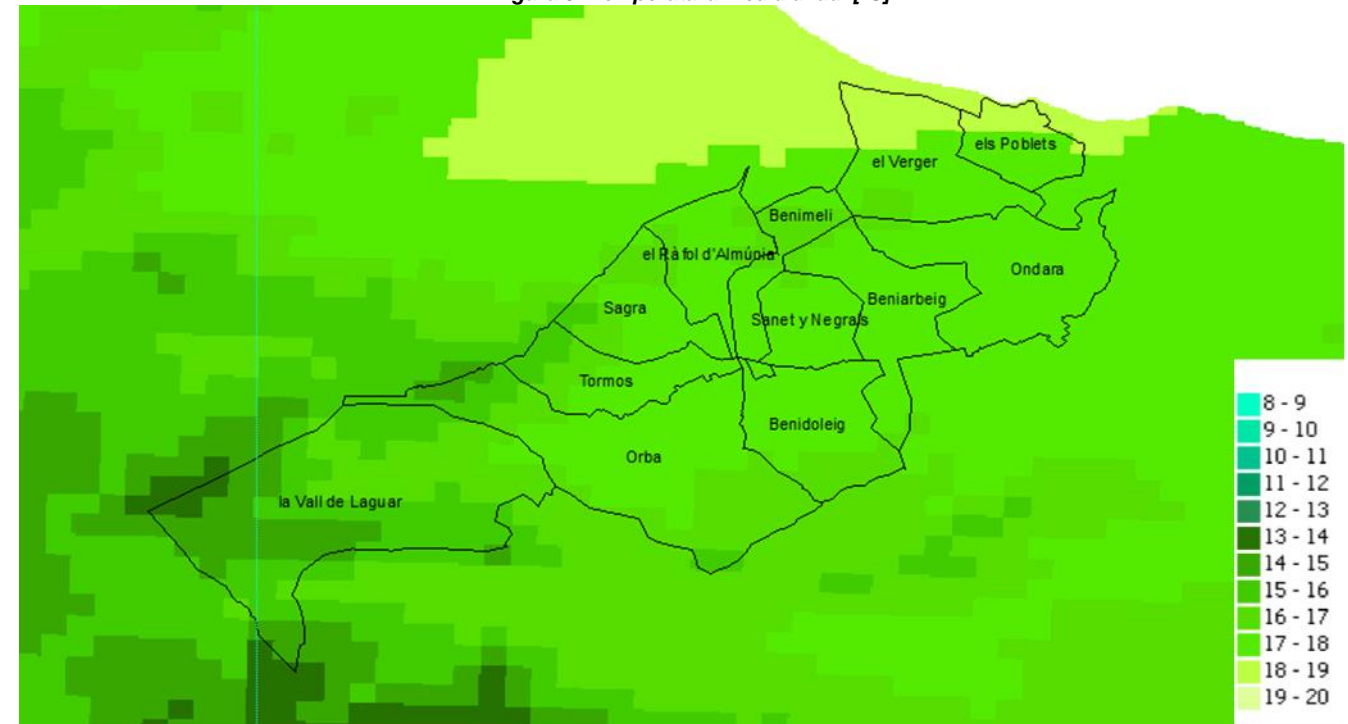 els Poblets
el Verger
Benimeli
el Ràfol d'Almúnia
Ondara
Beniarbeig
Sagra
Sanet y Negrals
Tormos
Benidoleig
Orba
la Vall de Laguar
8 - 9
9 - 10
10 - 11
11 - 12
12 - 13
13 - 14
14 - 15
15 - 16
16 - 17
17 - 18
18 - 19
19 - 20